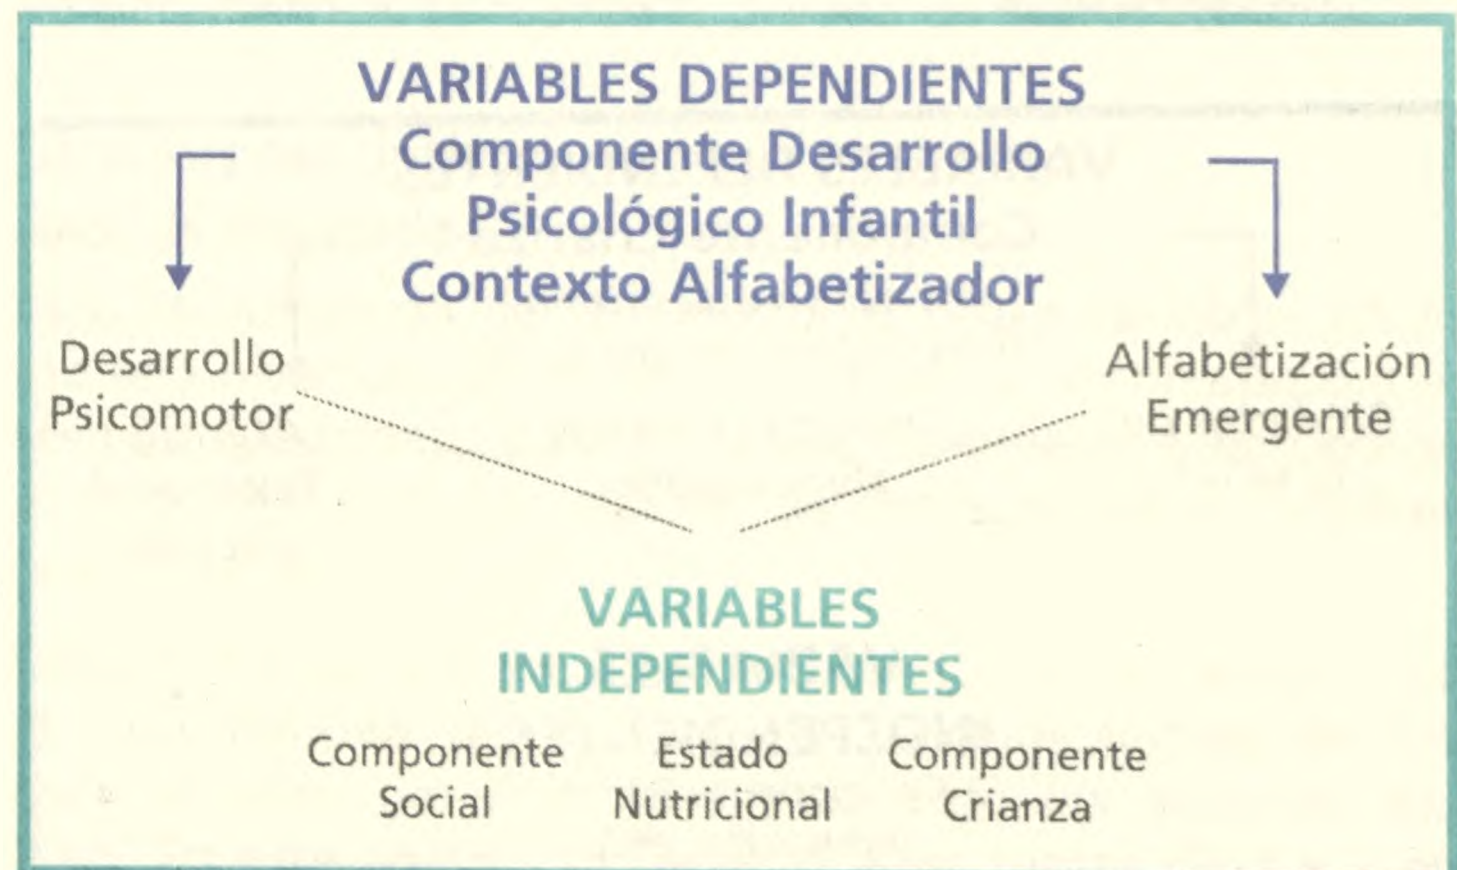 VARIABLES DEPENDIENTES
Componente Desarrollo
Psicológico Infantil
Contexto Alfabetizador
Desarrollo
Psicomotor
Alfabetización
Emergente
VARIABLES
INDEPENDIENTES
Componente
Social
Estado
Nutricional
Componente
Crianza